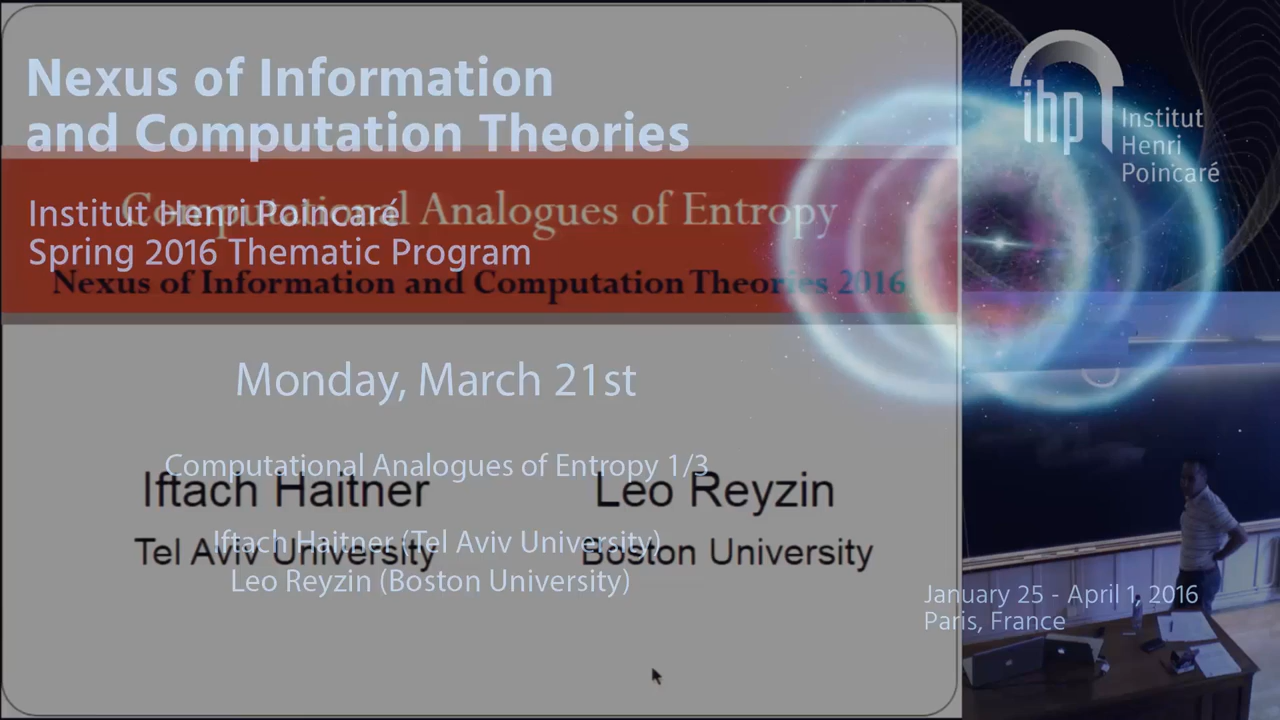 Nexus of Information
and Computation Theories
ihp Institut
Henri
Poincaré
Institut Henri Poincaré
Spring 2016 Thematic Program
Computational Analogues of Entropy
Nexus of Information and Computation Theories 2016
Monday, March 21st
Computational Analogues of Entropy 1/3
Iftach Haitner
Tel Aviv University
Leo Reyzin
Boston University
Iftach Haitner (Tel Aviv University)
Leo Reyzin (Boston University)
January 25 - April 1, 2016
Paris, France